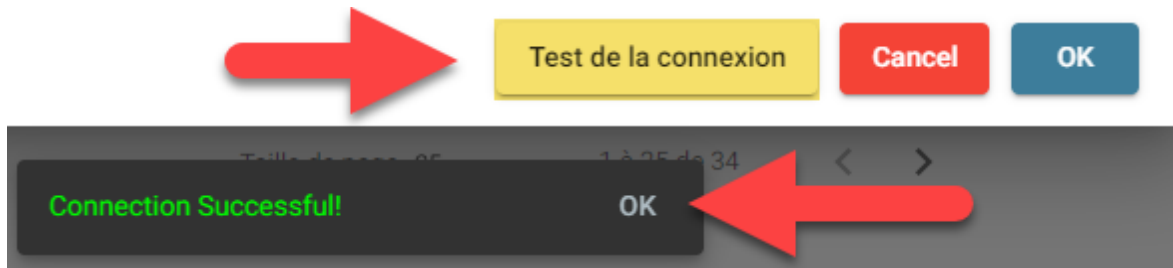 Test de la connexion Cancel OK
Taille de page 25 1 à 25 de 34
Connection Successful! OK